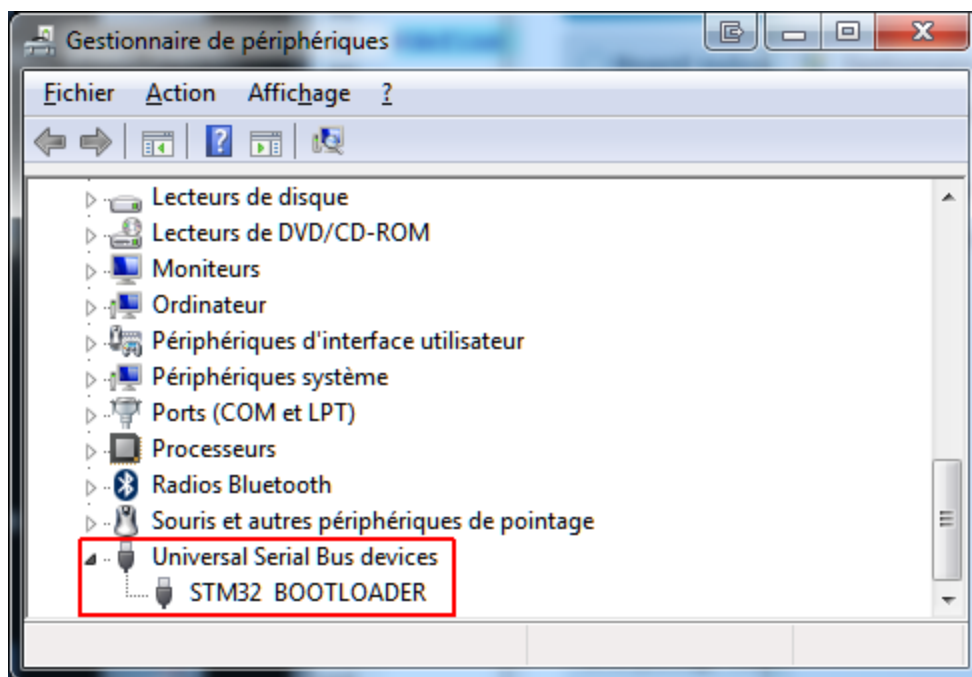 Gestionnaire de périphériques
Fichier Action Affichage ?
Lecteurs de disque
Lecteurs de DVD/CD-ROM
Moniteurs
Ordinateur
Périphériques d'interface utilisateur
Périphériques système
Ports (COM et LPT)
Processeurs
Radios Bluetooth
Souris et autres périphériques de pointage
Universal Serial Bus devices
STM32 BOOTLOADER